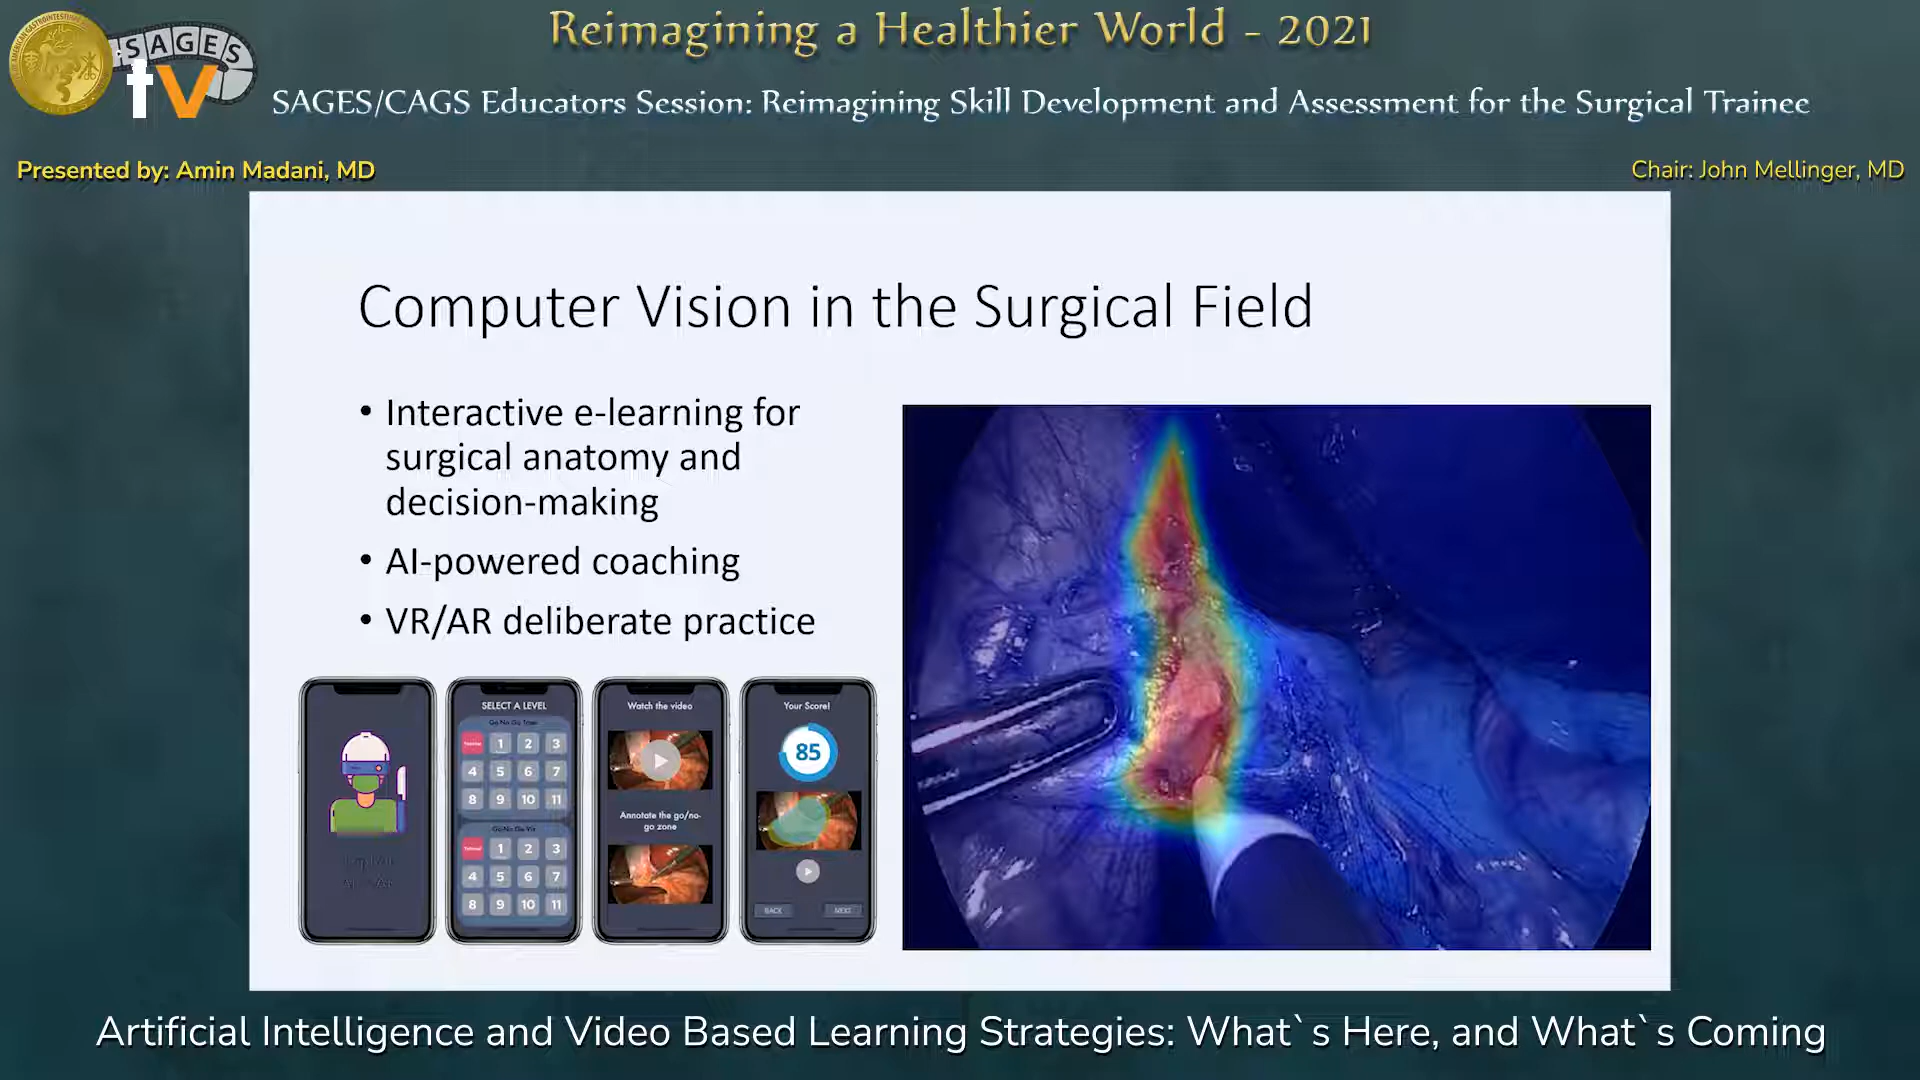 Reimagining a Healthier World - 2021
SAGES
tv
SAGES/CAGS Educators Session: Reimagining Skill Development and Assessment for the Surgical Trainee
Presented by: Amin Madani, MD
Chair: John Mellinger, MD
Computer Vision in the Surgical Field
• Interactive e-learning for
surgical anatomy and
decision-making
• AI-powered coaching
• VR/AR deliberate practice
SELECT A LEVEL
1 2 3
4 5 6 7
8 9 10 11
1 2 3
4 5 6 7
8 9 10 11
Watch the video
Annotate the go/no-
go zone
Your Score!
85
BACK
NEXT
Artificial Intelligence and Video Based Learning Strategies: What`s Here, and What`s Coming